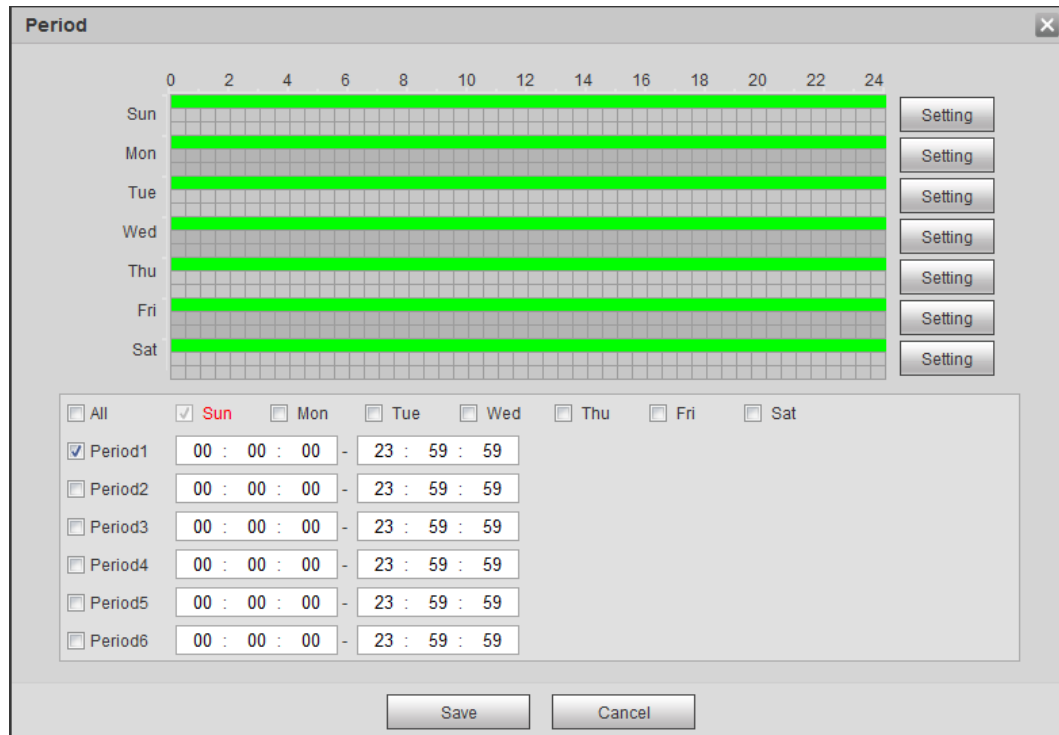 Period
0 2 4 6 8 10 12 14 16 18 20 22 24
Sun Setting
Mon Setting
Tue Setting
Wed Setting
Thu Setting
Fri Setting
Sat Setting
All Sun Mon Tue Wed Thu Fri Sat
Period1 00 : 00 : 00 - 23 : 59 : 59
Period2 00 : 00 : 00 - 23 : 59 : 59
Period3 00 : 00 : 00 - 23 : 59 : 59
Period4 00 : 00 : 00 - 23 : 59 : 59
Period5 00 : 00 : 00 - 23 : 59 : 59
Period6 00 : 00 : 00 - 23 : 59 : 59
Save Cancel